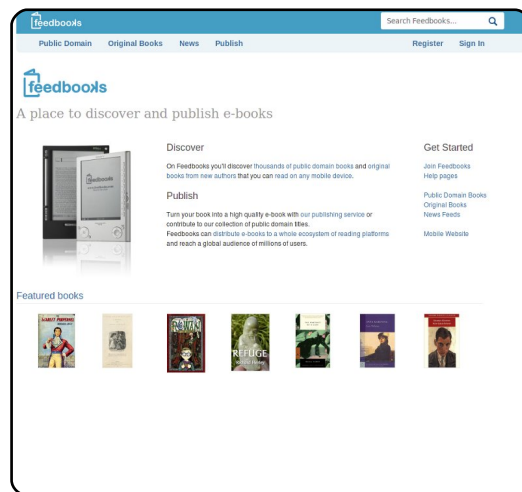 feedbooks
Search Feedbooks...
Public Domain Original Books News Publish Register Sign In
feedbooks
A place to discover and publish e-books
Discover
On Feedbooks you'll discover thousands of public domain books and original
books from new authors that you can read on any mobile device.
Publish
Turn your book into a high quality e-book with our publishing service or
contribute to our collection of public domain titles.
Feedbooks can distribute e-books to a whole ecosystem of reading platforms
and reach a global audience of millions of users.
Get Started
Join Feedbooks
Help pages
Public Domain Books
Original Books
News Feeds
Mobile Website
feedbooks
Featured books
REFUGE